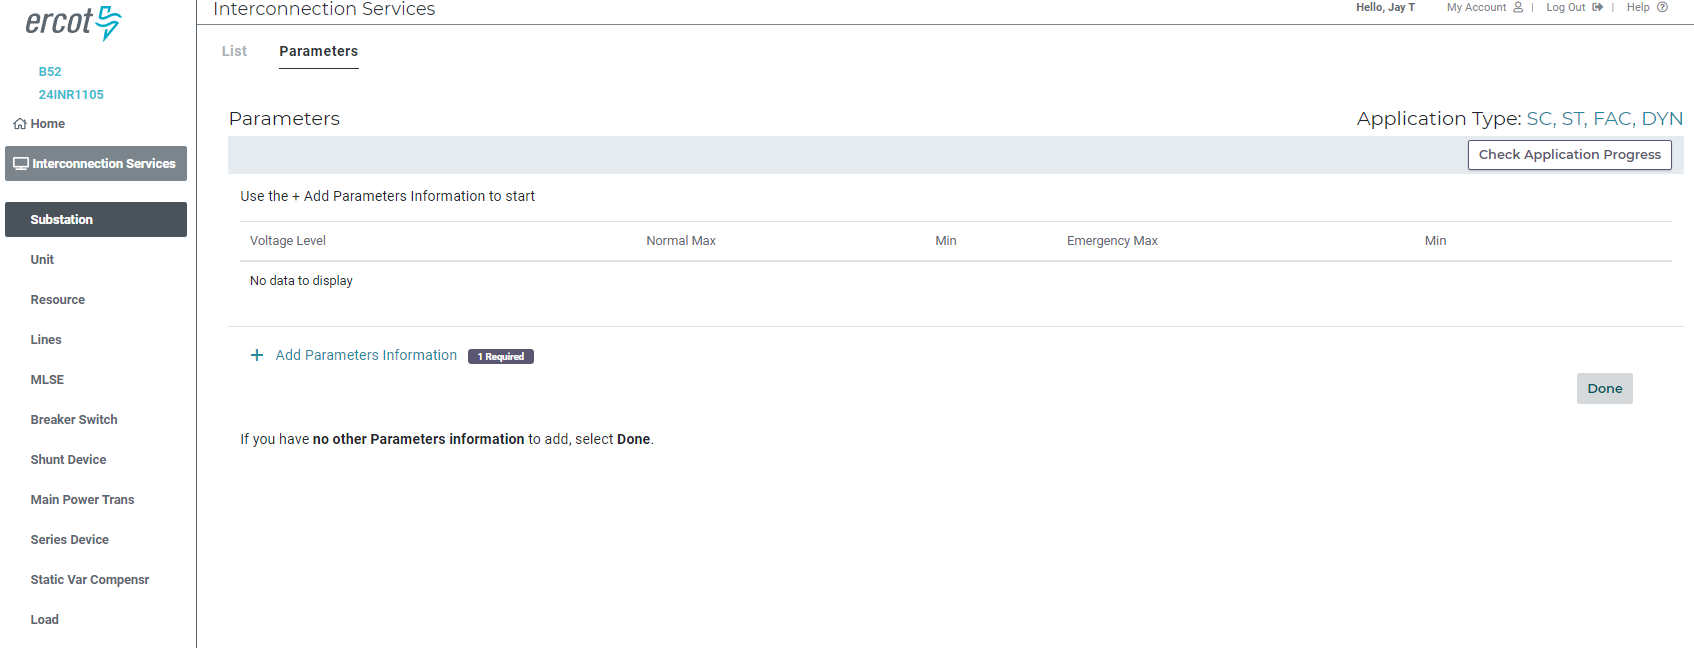 ercot
Interconnection Services
Hello, Jay T My Account | Log Out | Help
B52
24INR1105
Home
Interconnection Services
Substation
Unit
Resource
Lines
MLSE
Breaker Switch
Shunt Device
Main Power Trans
Series Device
Static Var Compensr
Load
List Parameters
Parameters
Application Type: SC, ST, FAC, DYN
Check Application Progress
Use the + Add Parameters Information to start
Voltage Level Normal Max Min Emergency Max Min
No data to display
+ Add Parameters Information 1 Required
Done
If you have no other Parameters information to add, select Done.